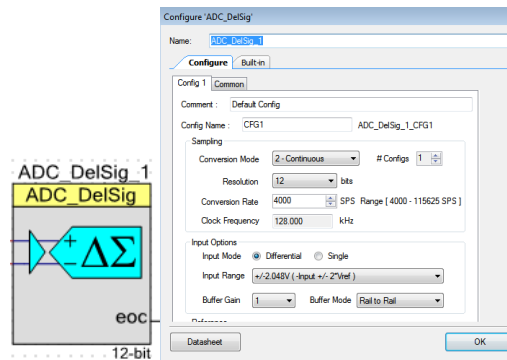 Configure 'ADC_DelSig'
Name: ADC_DelSig_1
Configure Built-in
Config 1 Common
Comment : Default Config
Config Name : CFG1 ADC_DelSig_1_CFG1
Sampling
Conversion Mode 2 - Continuous # Configs 1
Resolution 12 bits
Conversion Rate 4000 SPS Range [ 4000 - 115625 SPS ]
Clock Frequency 128.000 kHz
Input Options
Input Mode Differential Single
Input Range +/-2.048V ( -Input +/- 2*Vref )
Buffer Gain 1 Buffer Mode Rail to Rail
Reference
Datasheet OK
ADC_DelSig_1
ADC_DelSig
+
-
ΔΣ
eoc
12-bit